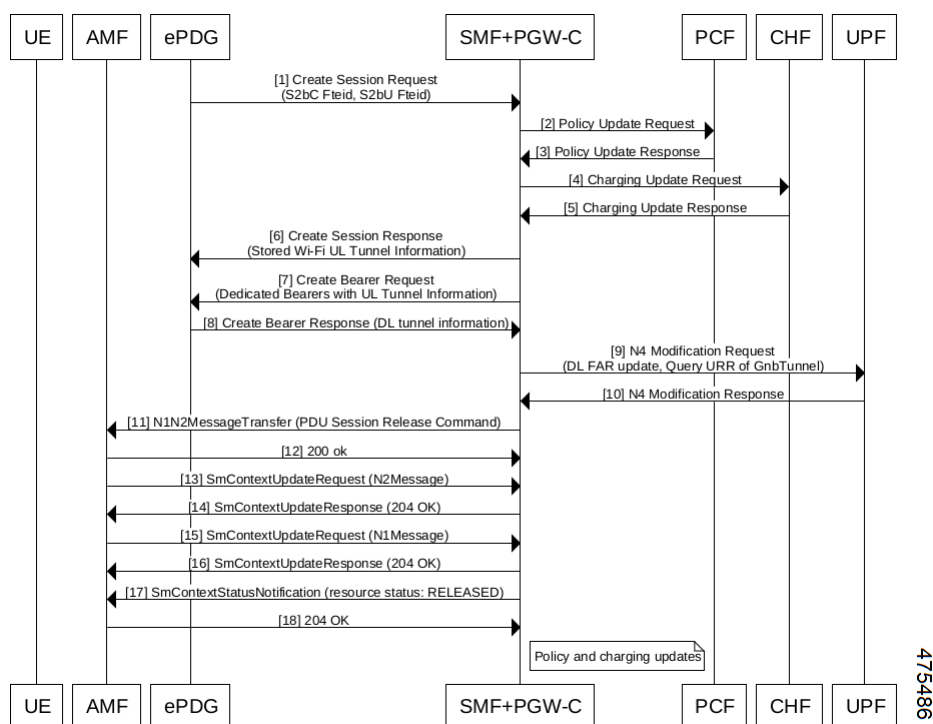 UE AMF ePDG SMF+PGW-C PCF CHF UPF
[1] Create Session Request
(S2bC Fteid, S2bU Fteid)
[2] Policy Update Request
[3] Policy Update Response
[4] Charging Update Request
[5] Charging Update Response
[6] Create Session Response
(Stored Wi-Fi UL Tunnel Information)
[7] Create Bearer Request
(Dedicated Bearers with UL Tunnel Information)
[8] Create Bearer Response (DL tunnel information)
[9] N4 Modification Request
(DL FAR update, Query URR of GnbTunnel)
[10] N4 Modification Response
[11] N1N2MessageTransfer (PDU Session Release Command)
[12] 200 ok
[13] SmContextUpdateRequest (N2Message)
[14] SmContextUpdateResponse (204 OK)
[15] SmContextUpdateRequest (N1Message)
[16] SmContextUpdateResponse (204 OK)
[17] SmContextStatusNotification (resource status: RELEASED)
[18] 204 OK
Policy and charging updates
UE AMF ePDG SMF+PGW-C PCF CHF UPF
475486